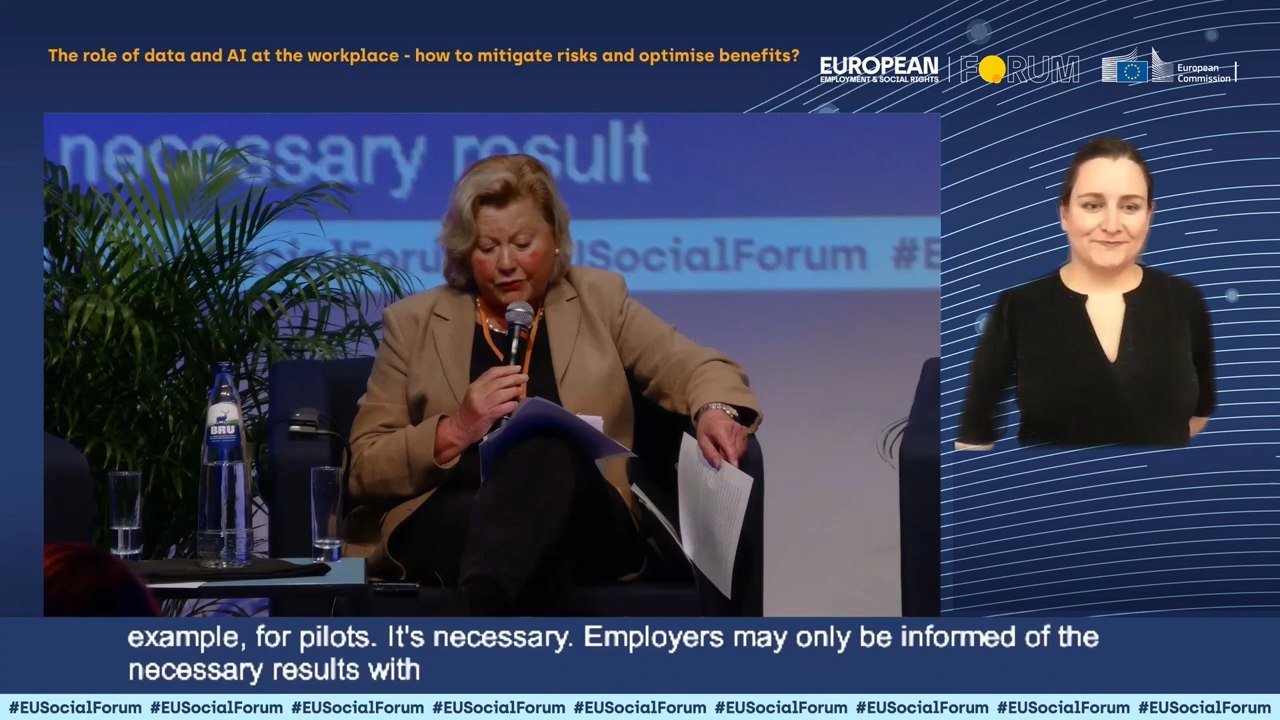 The role of data and AI at the workplace - how to mitigate risks and optimise benefits?
EUROPEAN
EMPLOYMENT & SOCIAL RIGHTS
FORUM
European
Commission
necessary result
cialForu USocialForum #E
BRU
example, for pilots. It's necessary. Employers may only be informed of the
necessary results with
#EUSocialForum #EUSocialForum #EUSocialForum #EUSocialForum #EUSocialForum #EUSocialForum #EUSocialForum #EUSocialForum #EUSocialForum